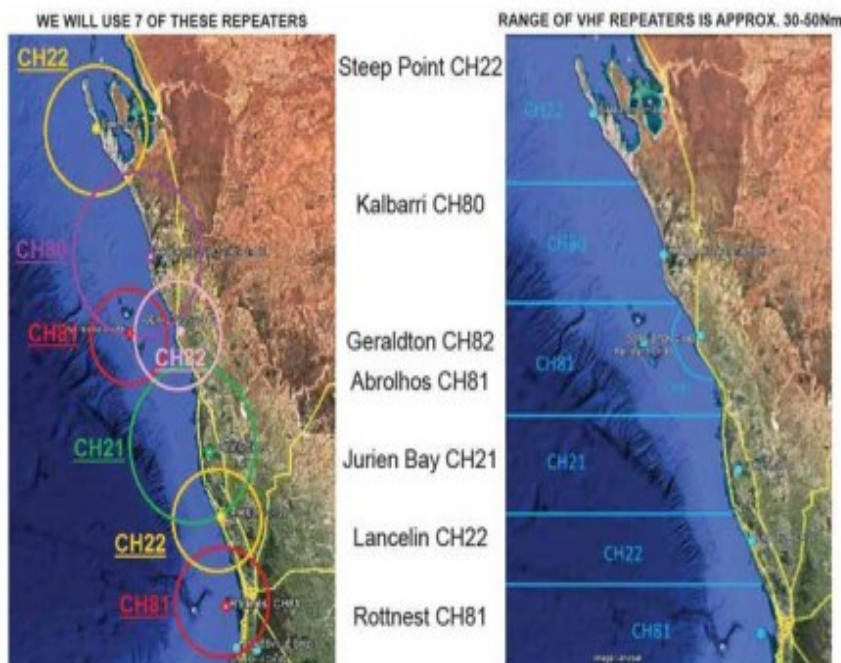 WE WILL USE 7 OF THESE REPEATERS
CH22
CH80
CH81
CH82
CH21
CH22
CH81
Steep Point CH22
Kalbarri CH80
Geraldton CH82
Abrolhos CH81
Jurien Bay CH21
Lancelin CH22
Rottnest CH81
RANGE OF VHF REPEATERS IS APPROX. 30-50Nm
CH22
CH80
CH81
CH21
CH22
CH81